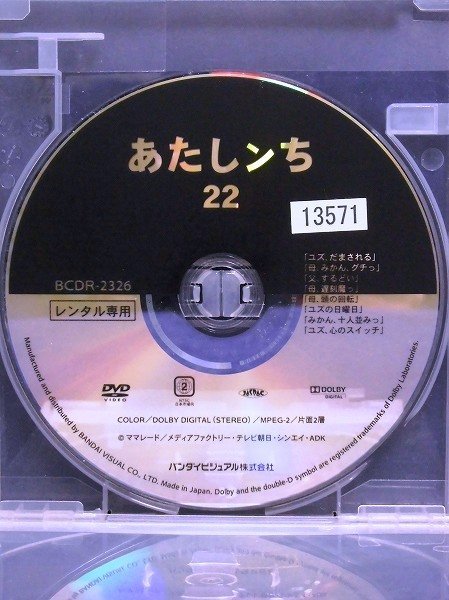 あたしンち
22
13571
「ユズ、だまされる」
「母、みかん、グチっ」
「父、するどい」
「母、遅刻魔っ」
「母、頭の回転」
「ユズの日曜日」
「みかん、十人並みっ」
「ユズ、心のスイッチ」
BCDR-2326
レンタル専用
DVD
VIDEO
2
NTSC
日本市場向
DOLBY
DIGITAL
COLOR/DOLBY DIGITAL (STEREO)/MPEG-2/片面2層
© ママレード/メディアファクトリー・テレビ朝日・シンエイ・ADK
バンダイビジュアル株式会社
Manufactured and distributed by BANDAI VISUAL CO., LTD. Made in Japan. Dolby and the double-D symbol are registered trademarks of Dolby Laboratories.